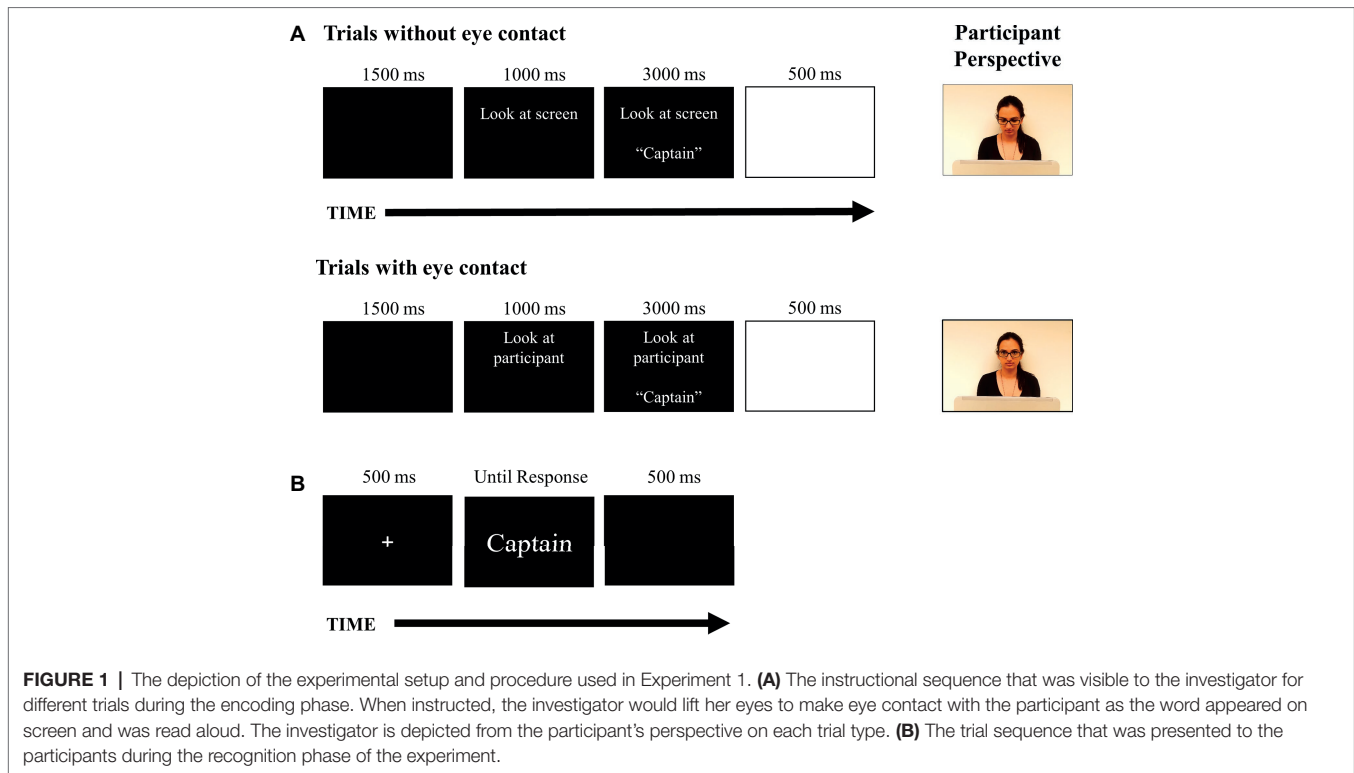 A Trials without eye contact
Participant
Perspective
1500 ms 1000 ms 3000 ms 500 ms
Look at screen Look at screen
“Captain”
TIME
Trials with eye contact
1500 ms 1000 ms 3000 ms 500 ms
Look at
participant
Look at
participant
“Captain”
B 500 ms Until Response 500 ms
+ Captain
TIME
FIGURE 1 | The depiction of the experimental setup and procedure used in Experiment 1. (A) The instructional sequence that was visible to the investigator for
different trials during the encoding phase. When instructed, the investigator would lift her eyes to make eye contact with the participant as the word appeared on
screen and was read aloud. The investigator is depicted from the participant’s perspective on each trial type. (B) The trial sequence that was presented to the
participants during the recognition phase of the experiment.